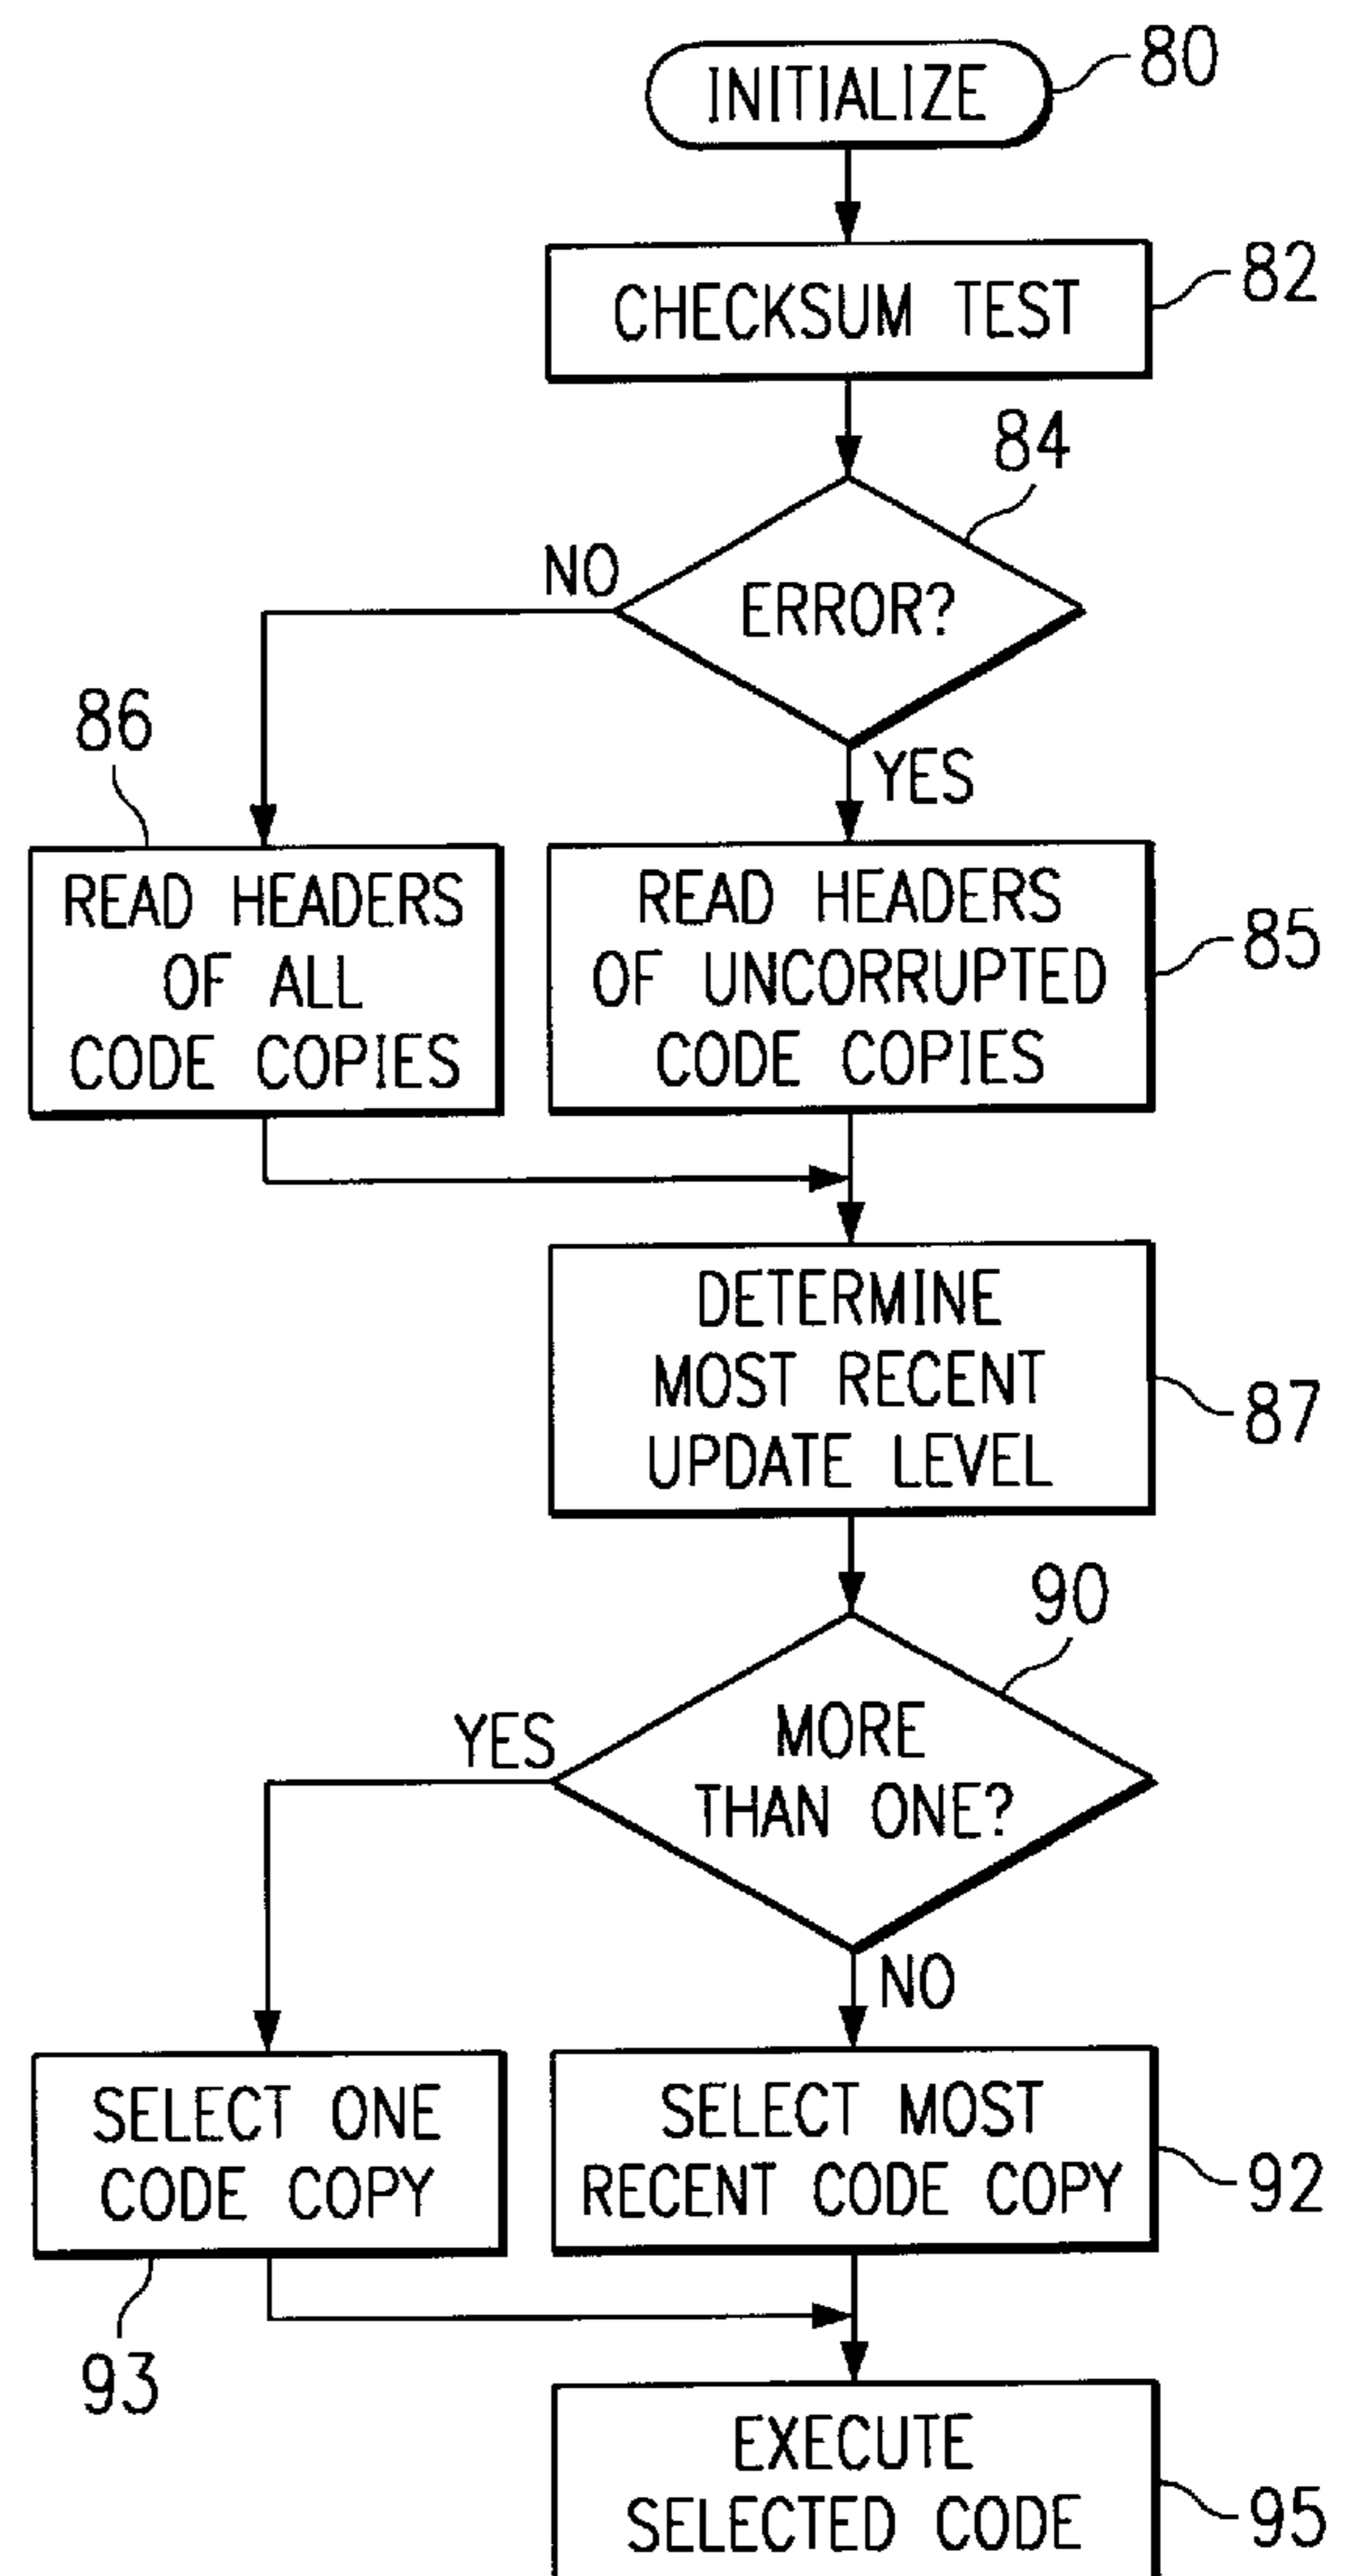 INITIALIZE
80
CHECKSUM TEST
82
84
ERROR?
NO
YES
86
READ HEADERS
OF ALL
CODE COPIES
READ HEADERS
OF UNCORRUPTED
CODE COPIES
85
DETERMINE
MOST RECENT
UPDATE LEVEL
87
90
MORE
THAN ONE?
YES
NO
SELECT ONE
CODE COPY
93
SELECT MOST
RECENT CODE COPY
92
EXECUTE
SELECTED CODE
95